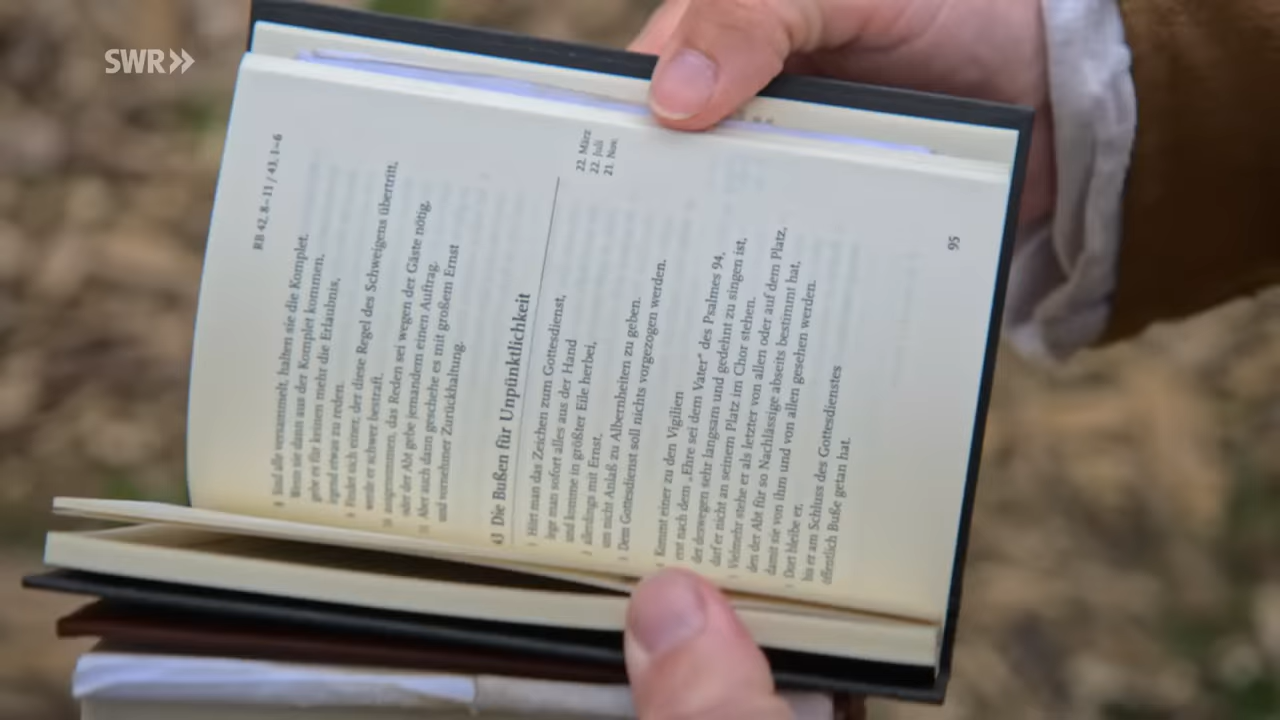 SWR
RB 42, 8–11 / 43, 1–6
8 Sind alle versammelt, halten sie die Komplet.
Wenn sie dann aus der Komplet kommen,
gebe es für keinen mehr die Erlaubnis,
irgend etwas zu reden.
9 Findet sich einer, der diese Regel des Schweigens übertritt,
werde er schwer bestraft,
10 ausgenommen, das Reden sei wegen der Gäste nötig,
oder der Abt gebe jemandem einen Auftrag.
11 Aber auch dann geschehe es mit großem Ernst
und vornehmer Zurückhaltung.
43 Die Bußen für Unpünktlichkeit
22. März
22. Juli
21. Nov.
1 Hört man das Zeichen zum Gottesdienst,
lege man sofort alles aus der Hand
und komme in größter Eile herbei,
2 allerdings mit Ernst,
um nicht Anlaß zu Albernheiten zu geben.
3 Dem Gottesdienst soll nichts vorgezogen werden.
4 Kommt einer zu den Vigilien
erst nach dem „Ehre sei dem Vater“ des Psalmes 94,
der deswegen sehr langsam und gedehnt zu singen ist,
darf er nicht an seinem Platz im Chor stehen.
5 Vielmehr stehe er als letzter von allen oder auf dem Platz,
den der Abt für so Nachlässige abseits bestimmt hat,
damit sie von ihm und von allen gesehen werden.
6 Dort bleibe er,
bis er am Schluss des Gottesdienstes
öffentlich Buße getan hat.
95